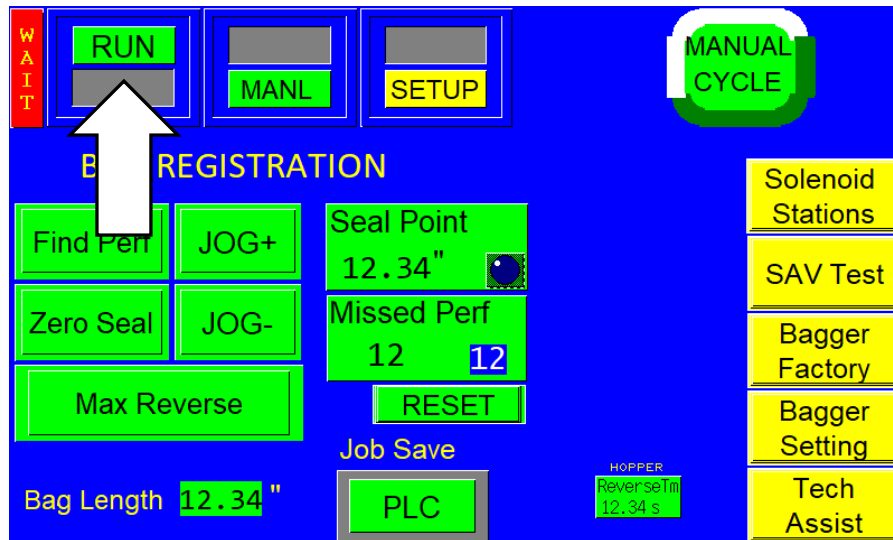 WAIT
RUN
MANL
SETUP
MANUAL
CYCLE
REGISTRATION
Find Perf
JOG+
Zero Seal
JOG-
Max Reverse
Seal Point
12.34"
Missed Perf
12 12
RESET
Job Save
PLC
Bag Length 12.34 "
HOPPER
ReverseTm
12.34 s
Solenoid
Stations
SAV Test
Bagger
Factory
Bagger
Setting
Tech
Assist